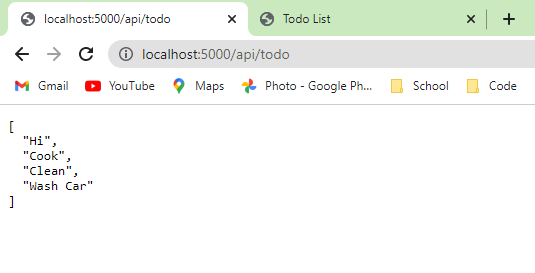 localhost:5000/api/todo
Todo List
localhost:5000/api/todo
Gmail
YouTube
Maps
Photo - Google Ph...
School
Code
[
"Hi",
"Cook",
"Clean",
"Wash Car"
]